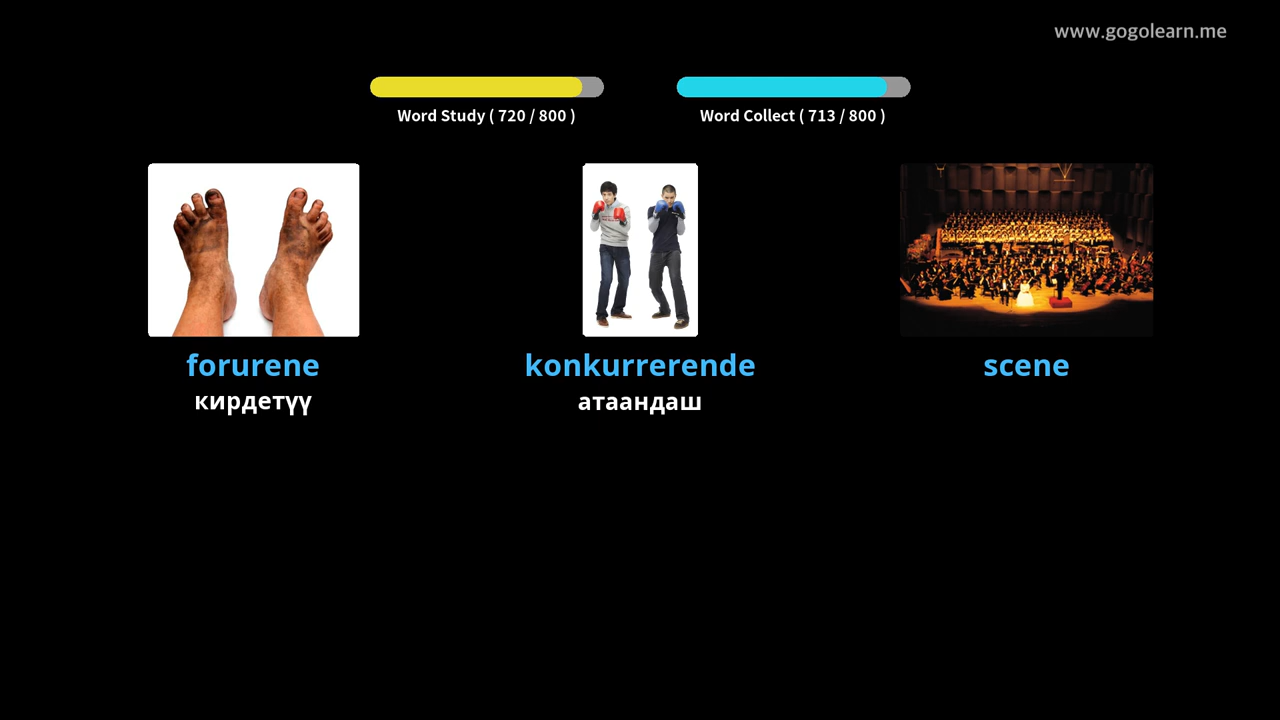 www.gogolearn.me
Word Study ( 720 / 800 )
Word Collect ( 713 / 800 )
forurene
кирдетүү
konkurrerende
атаандаш
scene